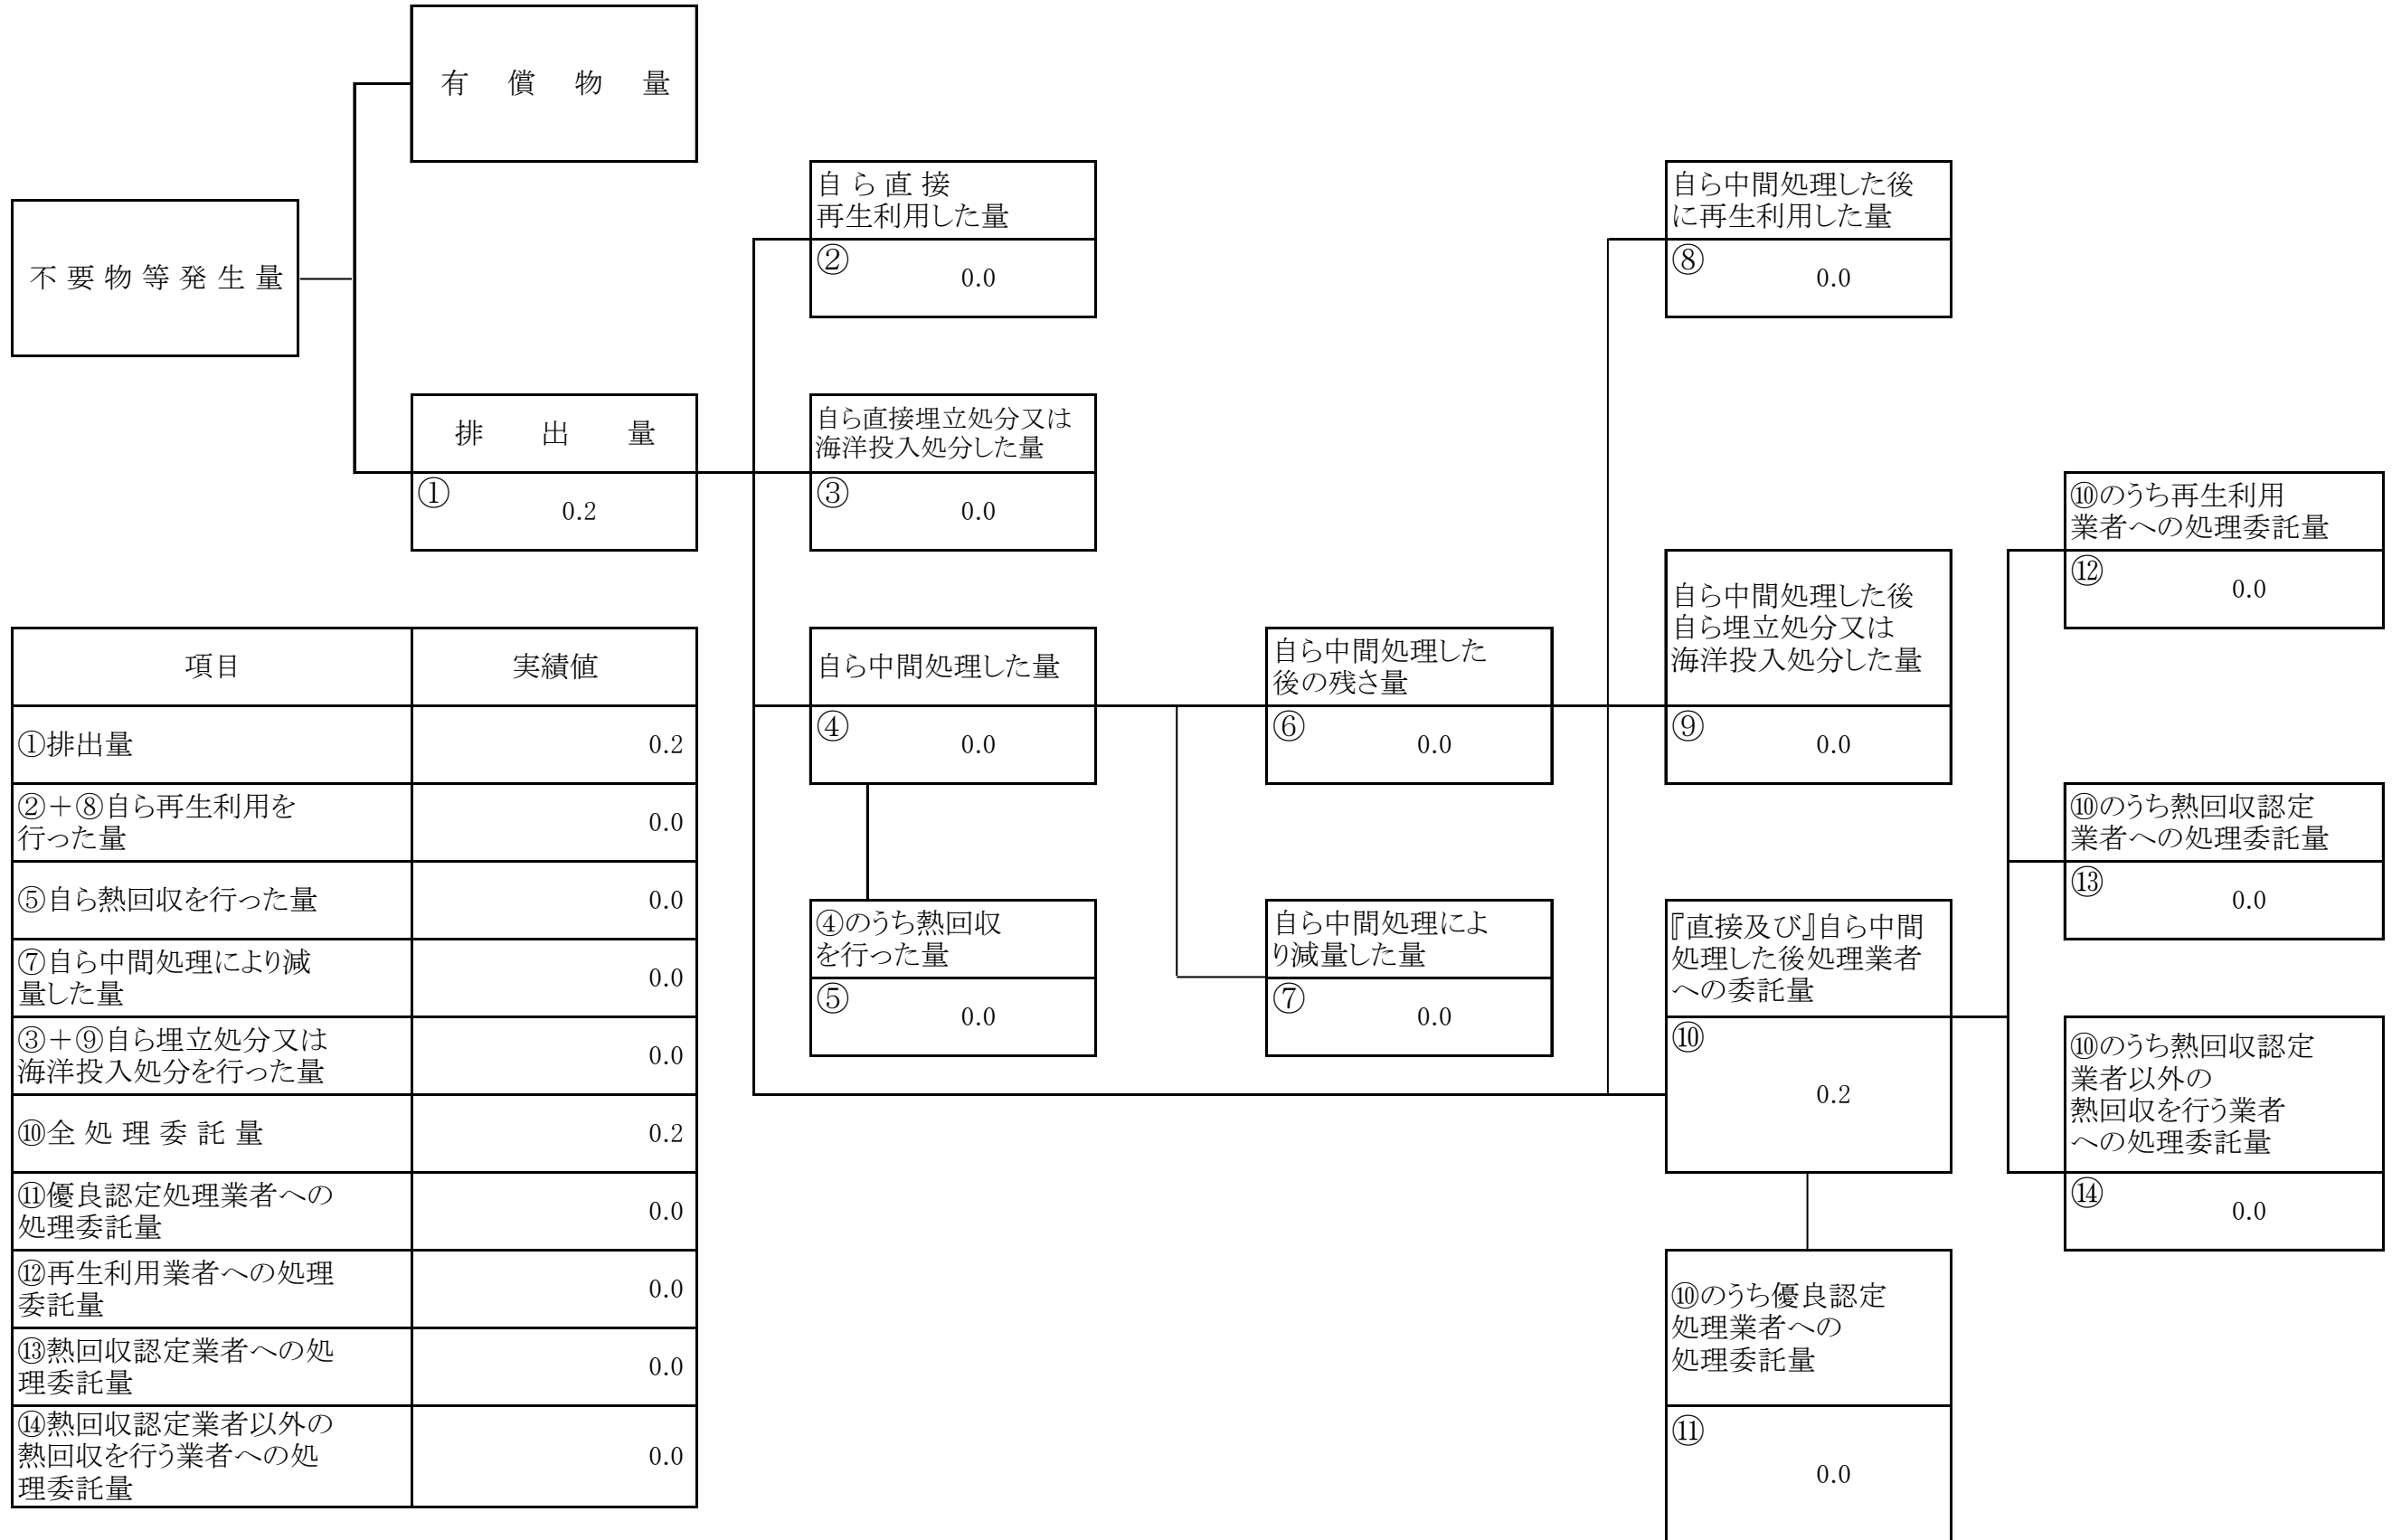 有償物量
不要物等発生量
自ら直接
再生利用した量
②
0.0
自ら中間処理した後
に再生利用した量
⑧
0.0
排出量
①
0.2
自ら直接埋立処分又は
海洋投入処分した量
③
0.0
⑩のうち再生利用
業者への処理委託量
⑫
0.0
自ら中間処理した量
④
0.0
自ら中間処理した
後の残さ量
⑥
0.0
自ら中間処理した後
自ら埋立処分又は
海洋投入処分した量
⑨
0.0
⑩のうち熱回収認定
業者への処理委託量
⑬
0.0
④のうち熱回収
を行った量
⑤
0.0
自ら中間処理によ
り減量した量
⑦
0.0
『直接及び』自ら中間
処理した後処理業者
への委託量
⑩
0.2
⑩のうち熱回収認定
業者以外の
熱回収を行う業者
への処理委託量
⑭
0.0
⑩のうち優良認定
処理業者への
処理委託量
⑪
0.0
項目 実績値
①排出量 0.2
②＋⑧自ら再生利用を
行った量 0.0
⑤自ら熱回収を行った量 0.0
⑦自ら中間処理により減
量した量 0.0
③＋⑨自ら埋立処分又は
海洋投入処分を行った量 0.0
⑩全処理委託量 0.2
⑪優良認定処理業者への
処理委託量 0.0
⑫再生利用業者への処理
委託量 0.0
⑬熱回収認定業者への処
理委託量 0.0
⑭熱回収認定業者以外の
熱回収を行う業者への処
理委託量 0.0